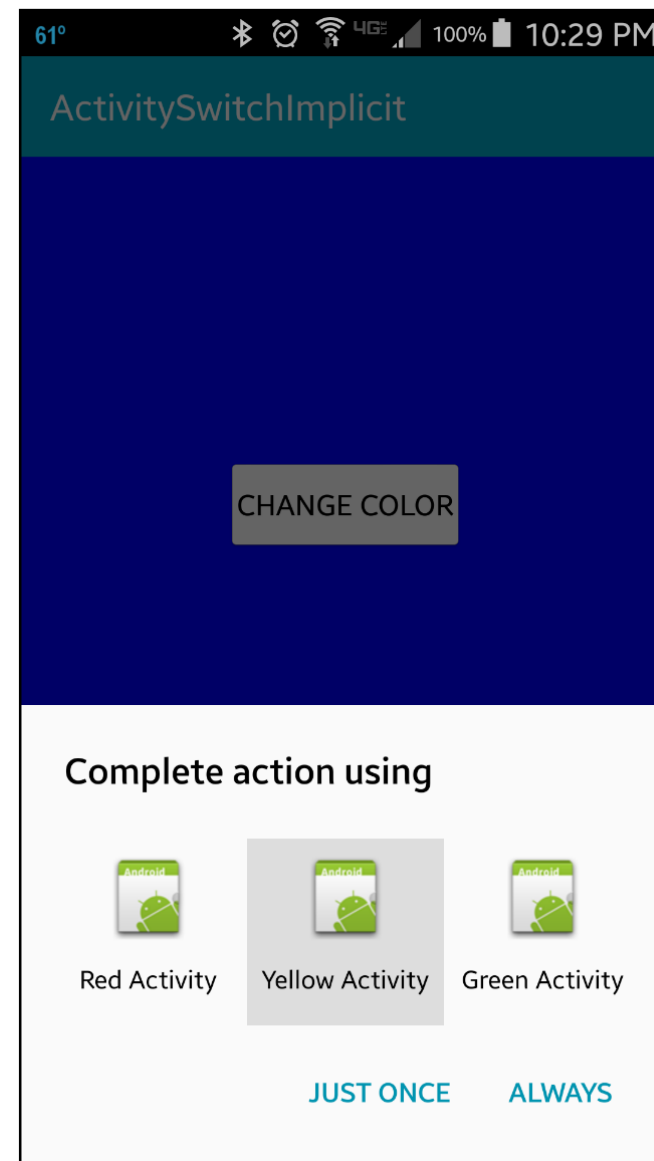 61° 4G LTE 100% 10:29 PM
ActivitySwitchImplicit
CHANGE COLOR
Complete action using
Android Android Android
Red Activity Yellow Activity Green Activity
JUST ONCE ALWAYS